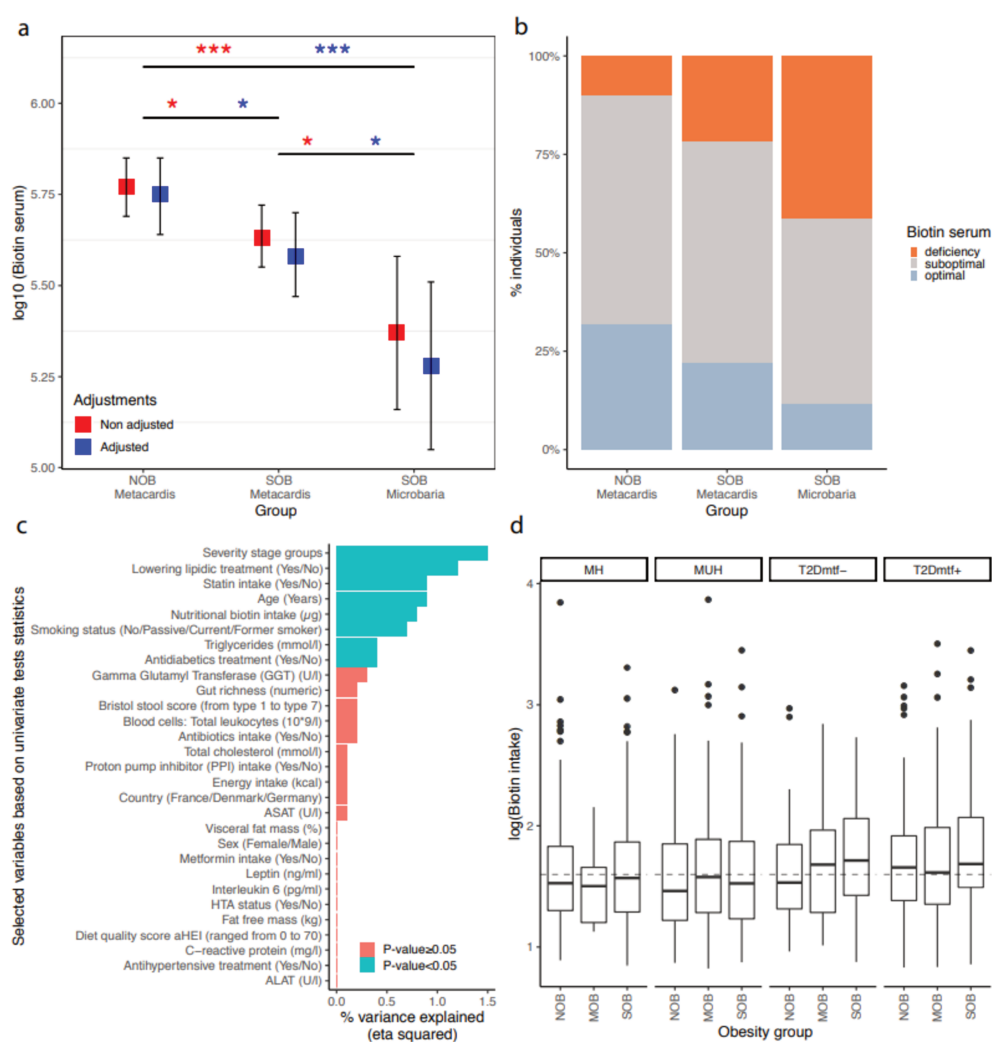 a
*** ***
* *
* *
6.00
5.75
5.50
5.25
5.00
log10 (Biotin serum)
Adjustments
Non adjusted
Adjusted
NOB
Metacardis
SOB
Metacardis
SOB
Microbaria
Group
b
100%
75%
50%
25%
0%
% individuals
NOB
Metacardis
SOB
Metacardis
SOB
Microbaria
Group
Biotin serum
deficiency
suboptimal
optimal
c
Selected variables based on univariate tests statistics
Severity stage groups
Lowering lipidic treatment (Yes/No)
Statin intake (Yes/No)
Age (Years)
Nutritional biotin intake (µg)
Smoking status (No/Passive/Current/Former smoker)
Triglycerides (mmol/l)
Antidiabetics treatment (Yes/No)
Gamma Glutamyl Transferase (GGT) (U/l)
Gut richness (numeric)
Bristol stool score (from type 1 to type 7)
Blood cells: Total leukocytes (10*9/l)
Antibiotics intake (Yes/No)
Total cholesterol (mmol/l)
Proton pump inhibitor (PPI) intake (Yes/No)
Energy intake (kcal)
Country (France/Denmark/Germany)
ASAT (U/l)
Visceral fat mass (%)
Sex (Female/Male)
Metformin intake (Yes/No)
Leptin (ng/ml)
Interleukin 6 (pg/ml)
HTA status (Yes/No)
Fat free mass (kg)
Diet quality score aHEI (ranged from 0 to 70)
C−reactive protein (mg/l)
Antihypertensive treatment (Yes/No)
ALAT (U/l)
P-value≥0.05
P-value<0.05
0.0 0.5 1.0 1.5
% variance explained
(eta squared)
d
MH MUH T2Dmtf− T2Dmtf+
4
3
2
1
log(Biotin intake)
NOB MOB SOB NOB MOB SOB NOB MOB SOB NOB MOB SOB
Obesity group